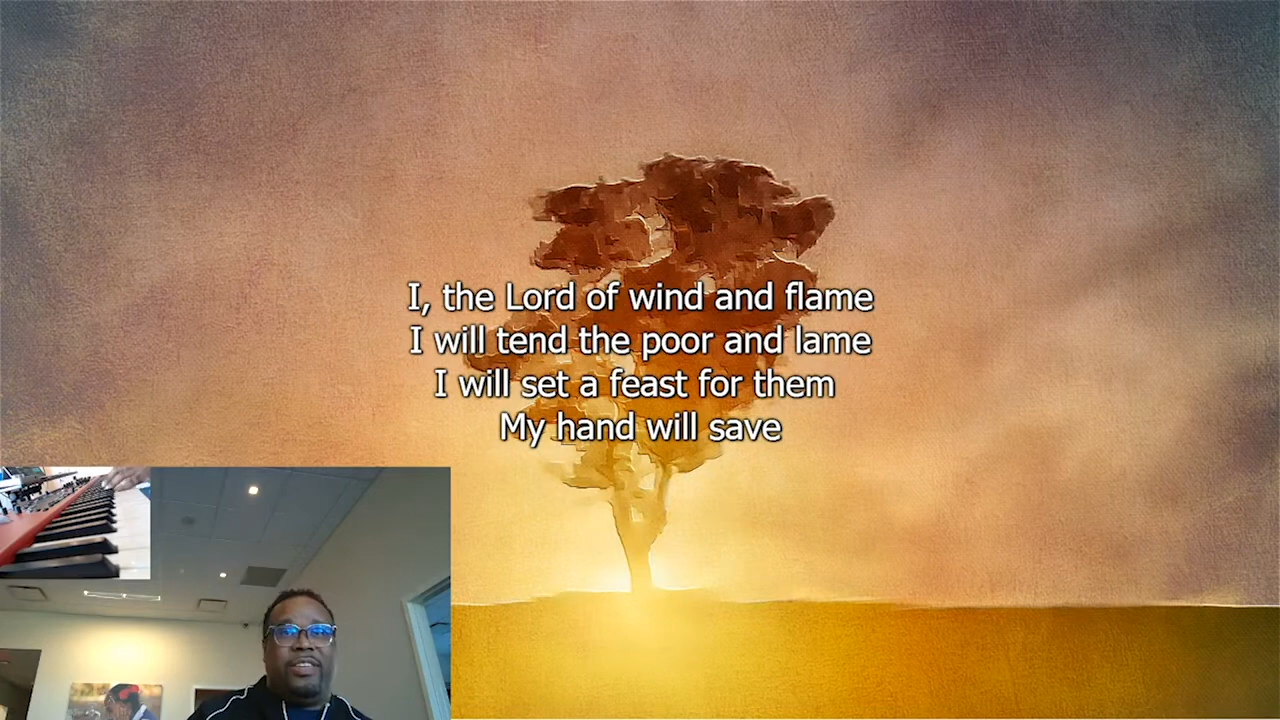 I, the Lord of wind and flame
I will tend the poor and lame
I will set a feast for them
My hand will save